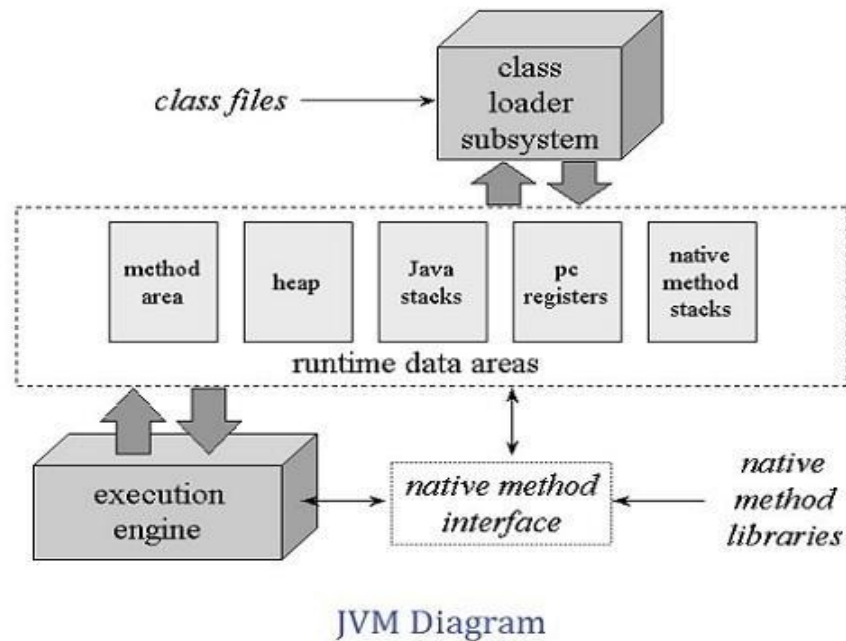 class
loader
subsystem
class files
method
area
heap
Java
stacks
pc
registers
native
method
stacks
runtime data areas
execution
engine
native method
interface
native
method
libraries
JVM Diagram